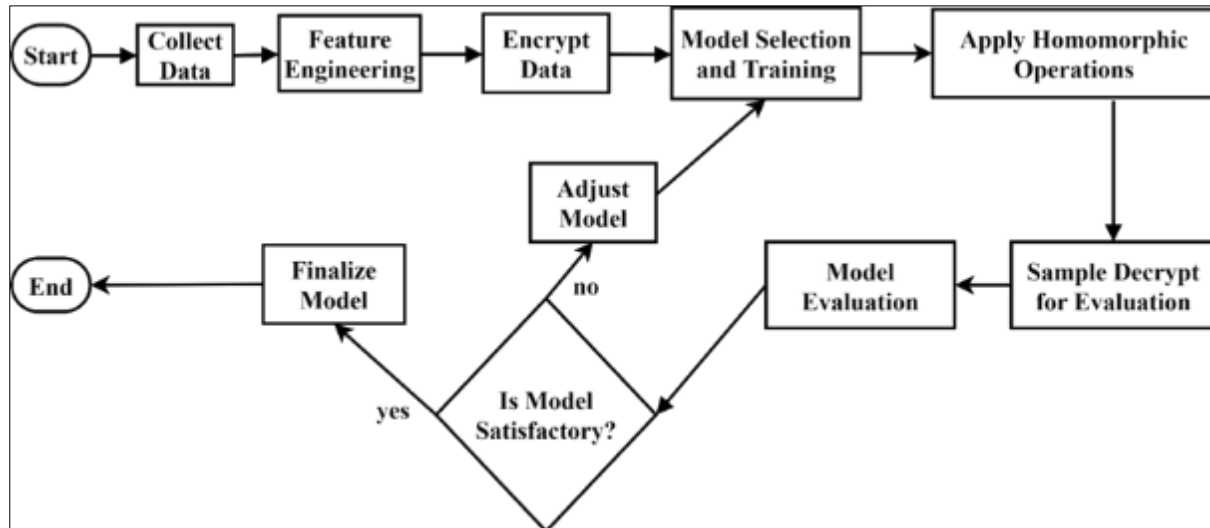 Start
Collect
Data
Feature
Engineering
Encrypt
Data
Model Selection
and Training
Apply Homomorphic
Operations
Adjust
Model
End
Finalize
Model
no
Model
Evaluation
Sample Decrypt
for Evaluation
yes
Is Model
Satisfactory?